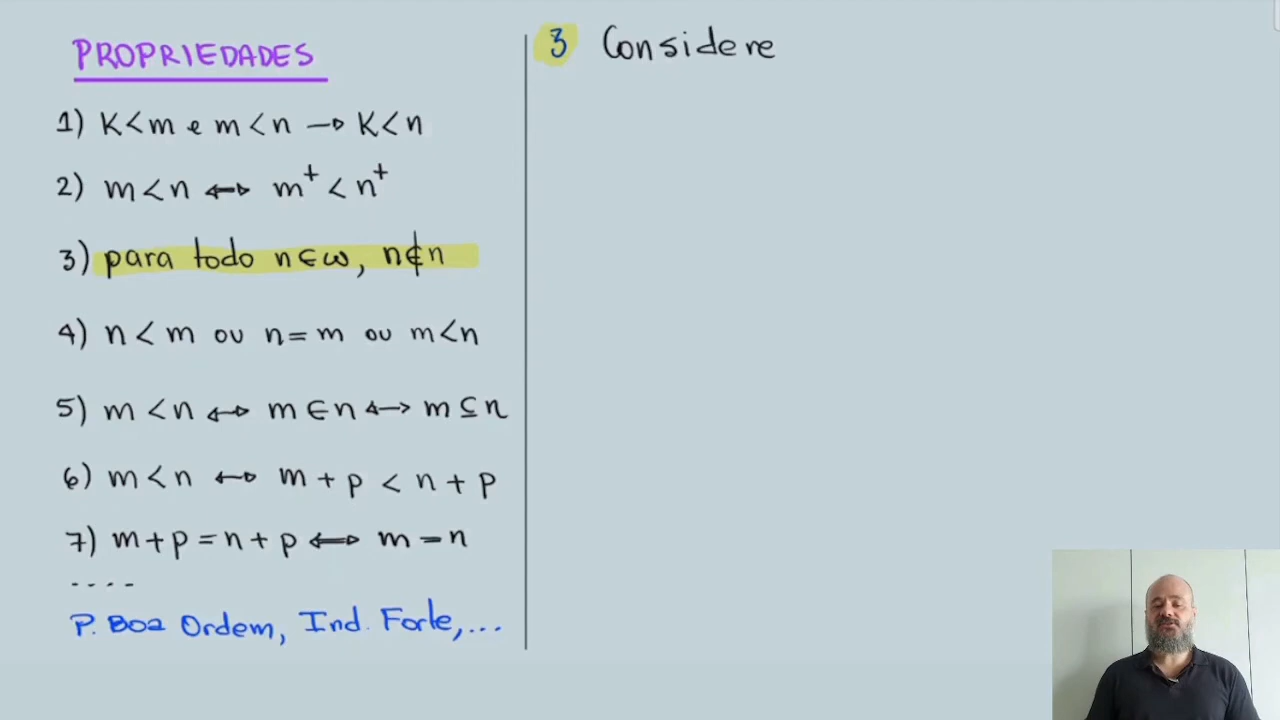 PROPRIEDADES
1) K<m e m<n → K<n
2) m<n ↔ m⁺ < n⁺
3) para todo n∈ω, n∉n
4) n<m ou n=m ou m<n
5) m<n ↔ m∈n ↔ m⊆n
6) m<n ↔ m+p < n+p
7) m+p=n+p ⟺ m=n
....
P. Boa Ordem, Ind. Forte,...
3 Considere